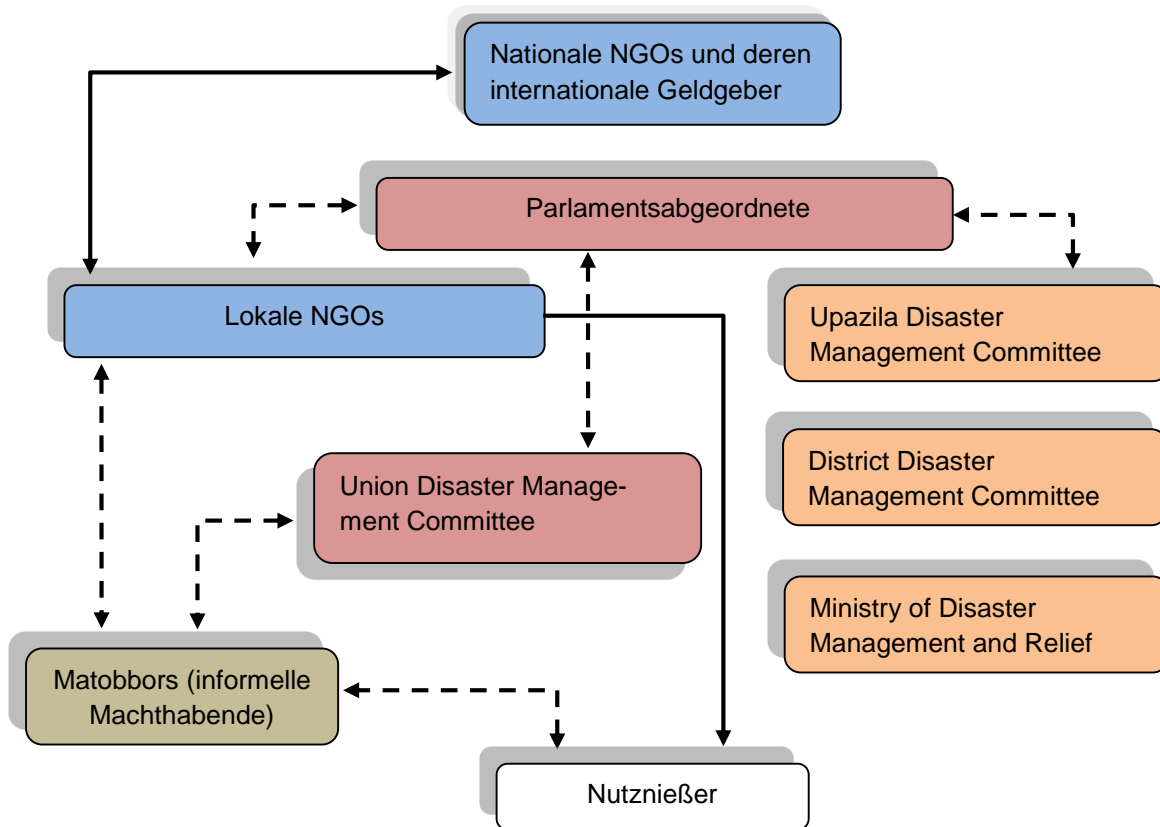 Nationale NGOs und deren
internationale Geldgeber
Parlamentsabgeordnete
Lokale NGOs
Upazila Disaster
Management Committee
Union Disaster Manage-
ment Committee
District Disaster
Management Committee
Ministry of Disaster
Management and Relief
Matobbors (informelle
Machthabende)
Nutznießer